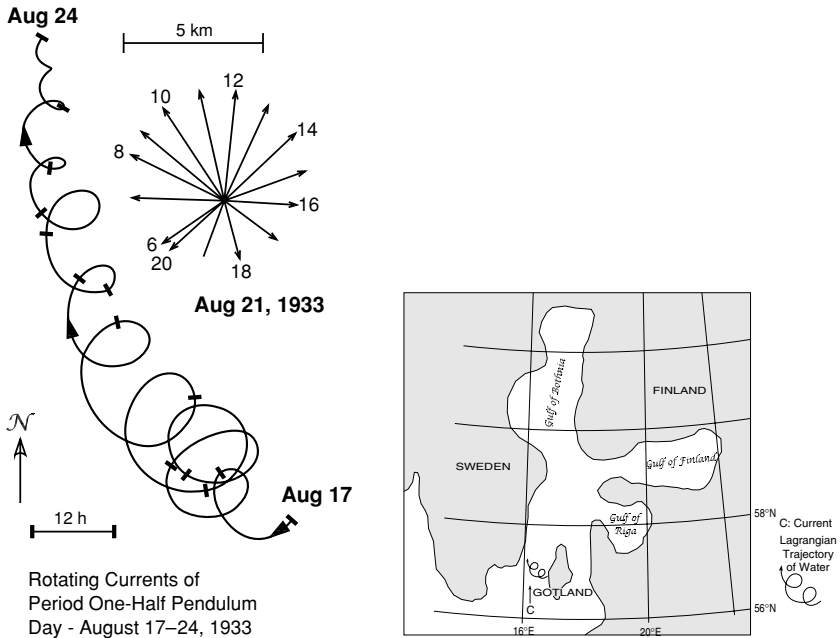 Aug 24
5 km
12
10
14
8
16
6
20
18
Aug 21, 1933
N
Aug 17
12 h
Rotating Currents of
Period One-Half Pendulum
Day - August 17–24, 1933
Gulf of Bothnia
FINLAND
SWEDEN
Gulf of Finland
Gulf of
Riga
58°N
GOTLAND
C
56°N
16°E
20°E
C: Current
Lagrangian
Trajectory
of Water